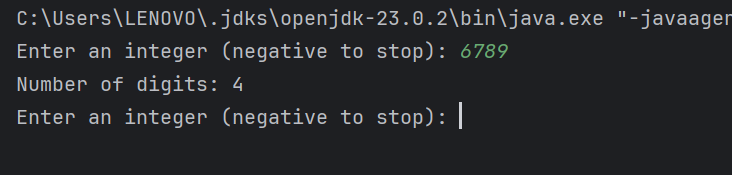 C:\Users\LENOVO\.jdks\openjdk-23.0.2\bin\java.exe "-javaagen
Enter an integer (negative to stop): 6789
Number of digits: 4
Enter an integer (negative to stop):